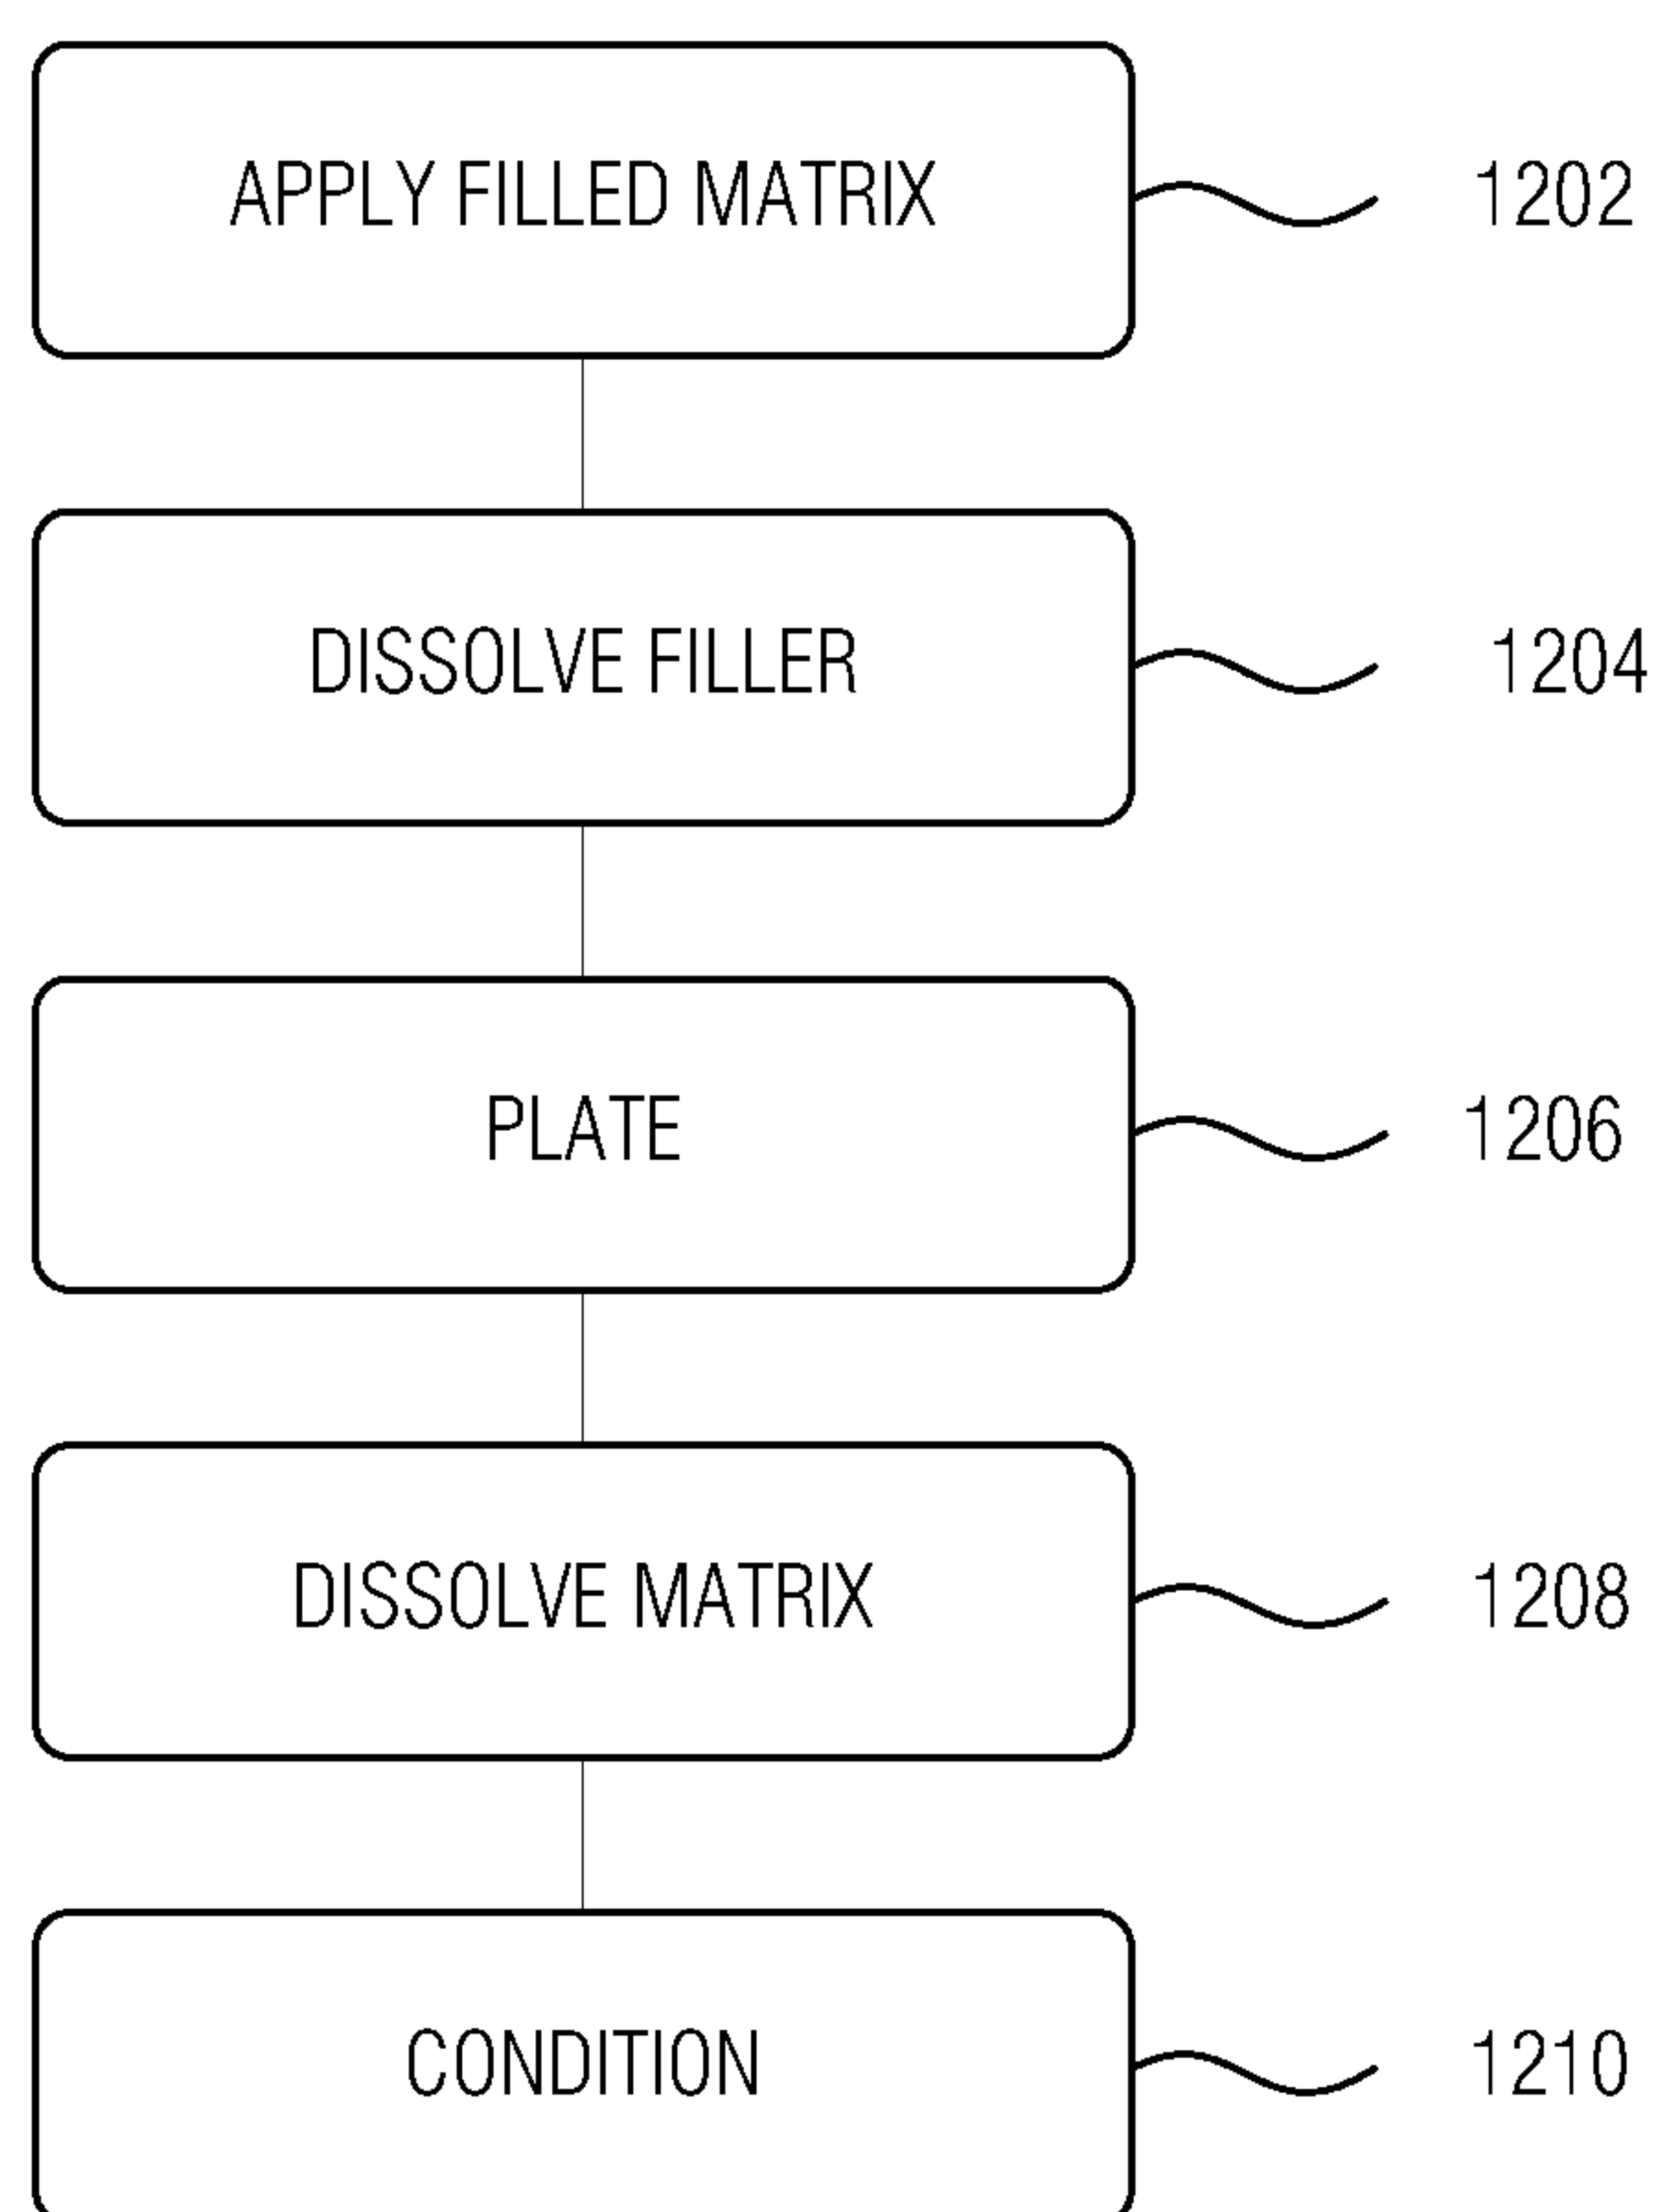 APPLY FILLED MATRIX 1202
DISSOLVE FILLER 1204
PLATE 1206
DISSOLVE MATRIX 1208
CONDITION 1210